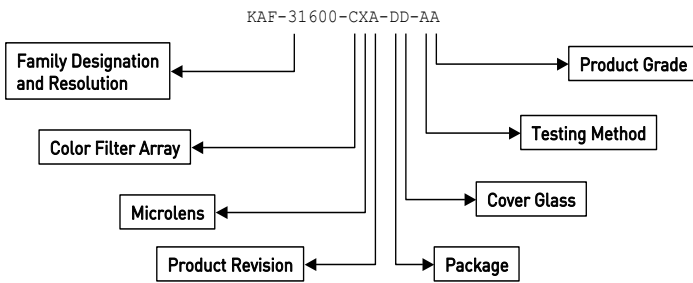 KAF-31600-CXA-DD-AA
Family Designation
and Resolution
Product Grade
Testing Method
Color Filter Array
Cover Glass
Microlens
Product Revision
Package